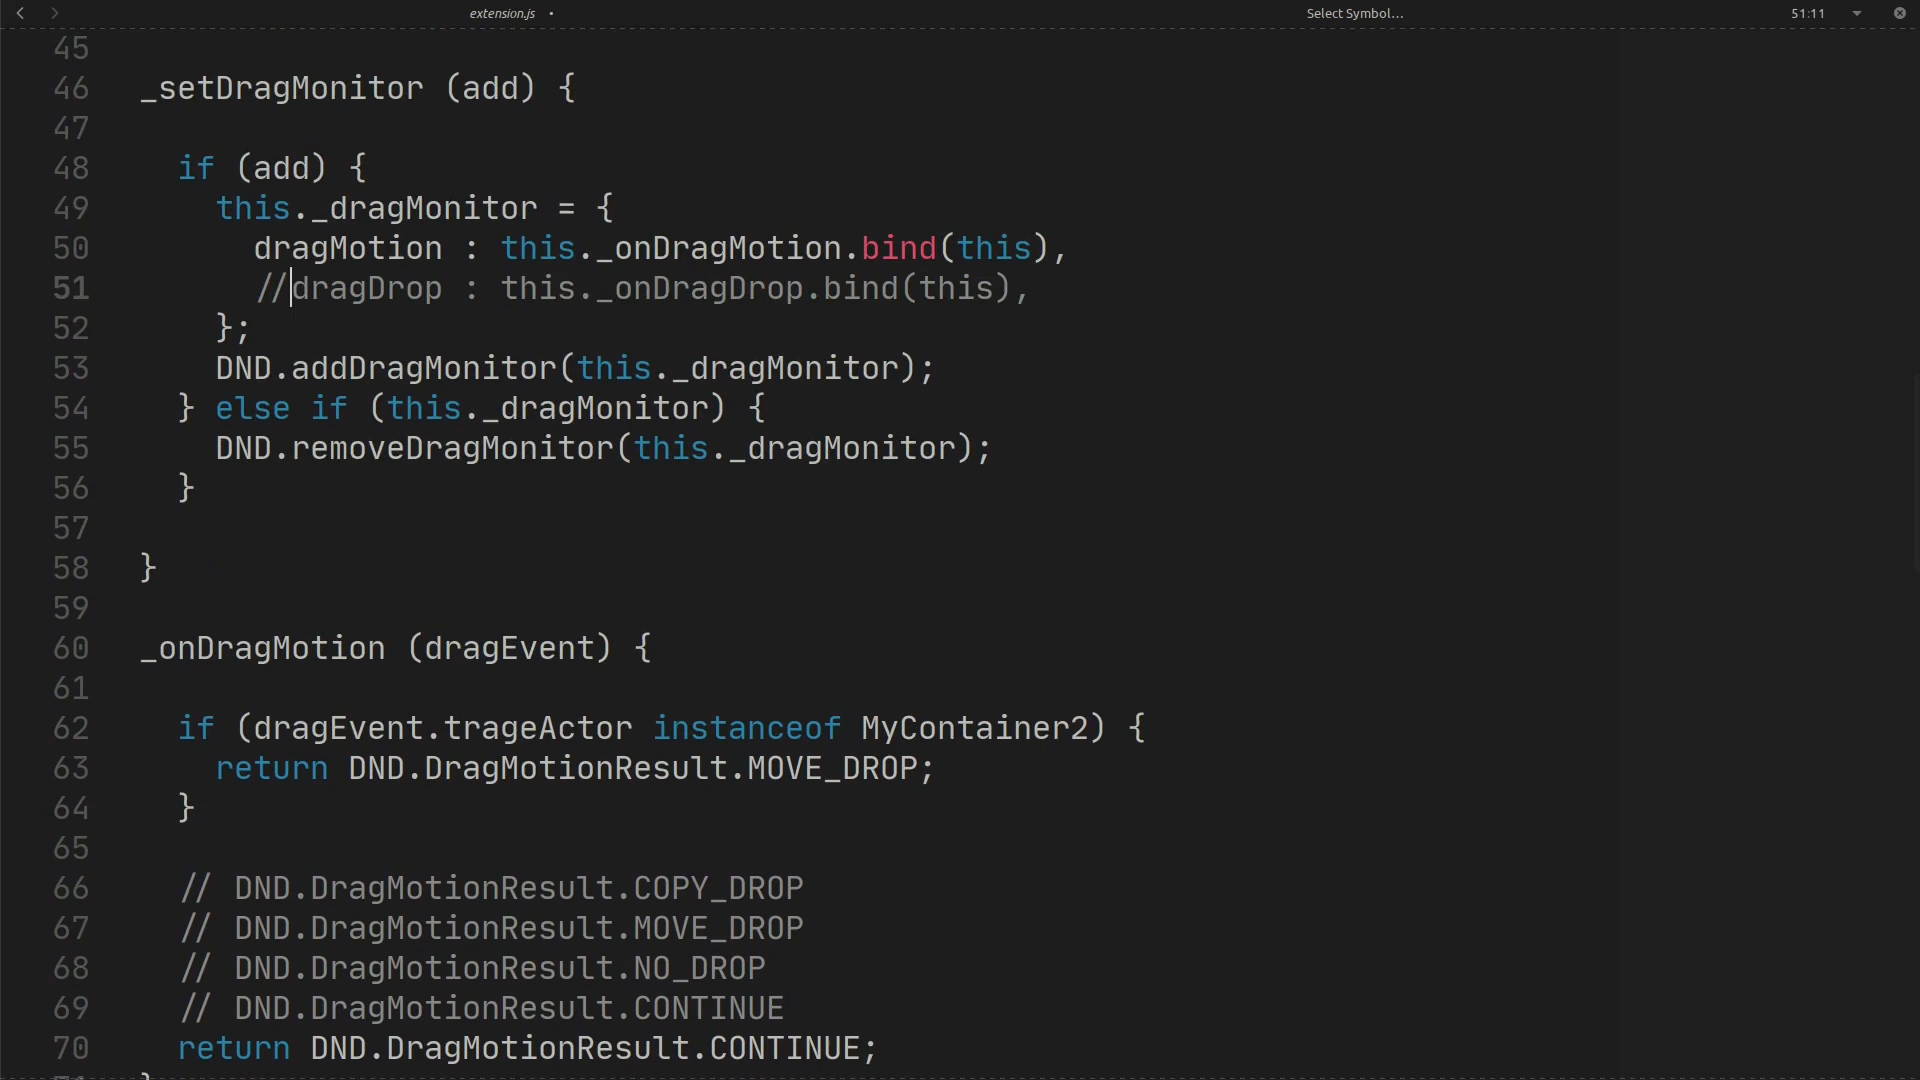 extension.js •
Select Symbol...
51:11
45
46 _setDragMonitor (add) {
47
48 if (add) {
49 this._dragMonitor = {
50 dragMotion : this._onDragMotion.bind(this),
51 //dragDrop : this._onDragDrop.bind(this),
52 };
53 DND.addDragMonitor(this._dragMonitor);
54 } else if (this._dragMonitor) {
55 DND.removeDragMonitor(this._dragMonitor);
56 }
57
58 }
59
60 _onDragMotion (dragEvent) {
61
62 if (dragEvent.trageActor instanceof MyContainer2) {
63 return DND.DragMotionResult.MOVE_DROP;
64 }
65
66 // DND.DragMotionResult.COPY_DROP
67 // DND.DragMotionResult.MOVE_DROP
68 // DND.DragMotionResult.NO_DROP
69 // DND.DragMotionResult.CONTINUE
70 return DND.DragMotionResult.CONTINUE;